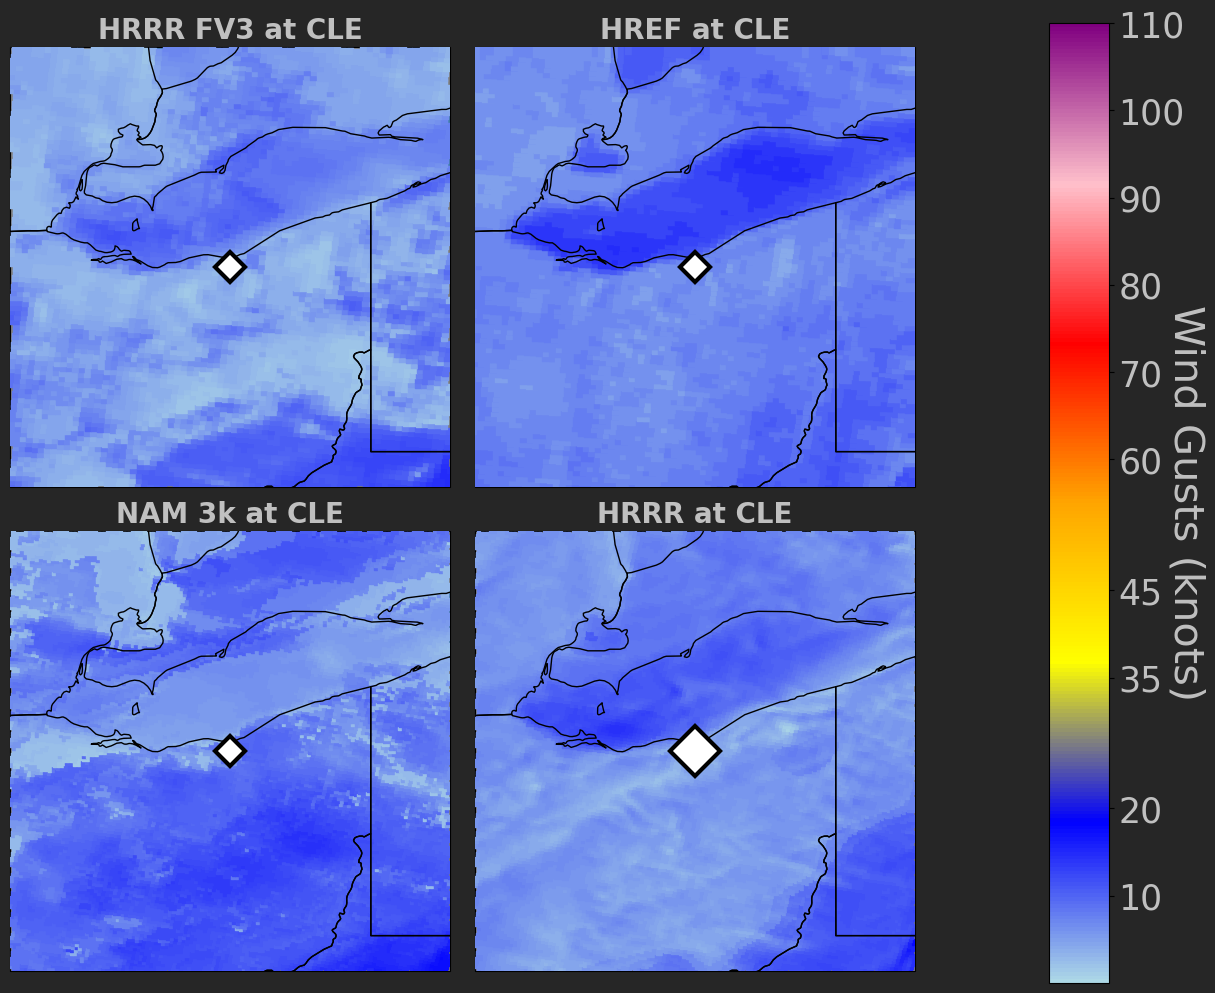 HRRR FV3 at CLE
HREF at CLE
NAM 3k at CLE
HRRR at CLE
110
100
90
80
70
60
45
35
20
10
Wind Gusts (knots)